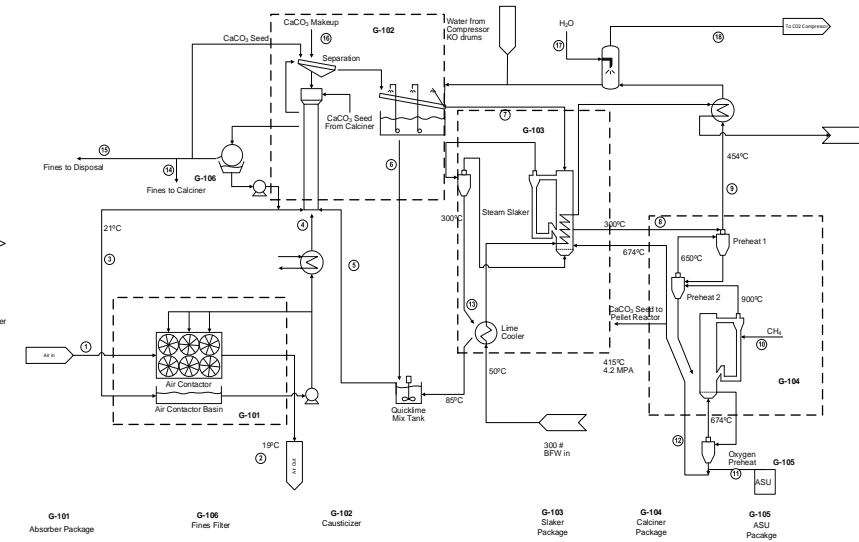 CaCO₃ Makeup
16
G-102
Water from
Compressor
KO drums
H₂O
17
18
To CO2 Compressor
CaCO₃ Seed
Separation
CaCO₃ Seed
From Calciner
7
G-103
15
Fines to Disposal
14
Fines to Calciner
G-106
6
454ºC
9
Steam Slaker
300ºC
21ºC
4
3
5
300ºC
8
674ºC
Preheat 1
650ºC
Preheat 2
900ºC
13
CaCO₃ Seed to
Pellet Reactor
CH₄
10
Lime
Cooler
Air in
1
Air Contactor
Air Contactor Basin
G-101
50ºC
415ºC
4.2 MPA
G-104
85ºC
Quicklime
Mix Tank
674ºC
12
19ºC
2
Air Out
300 #
BFW in
Oxygen
Preheat
11
G-105
ASU
G-101
Absorber Package
G-106
Fines Filter
G-102
Causticizer
G-103
Slaker
Package
G-104
Calciner
Package
G-105
ASU
Pacakge